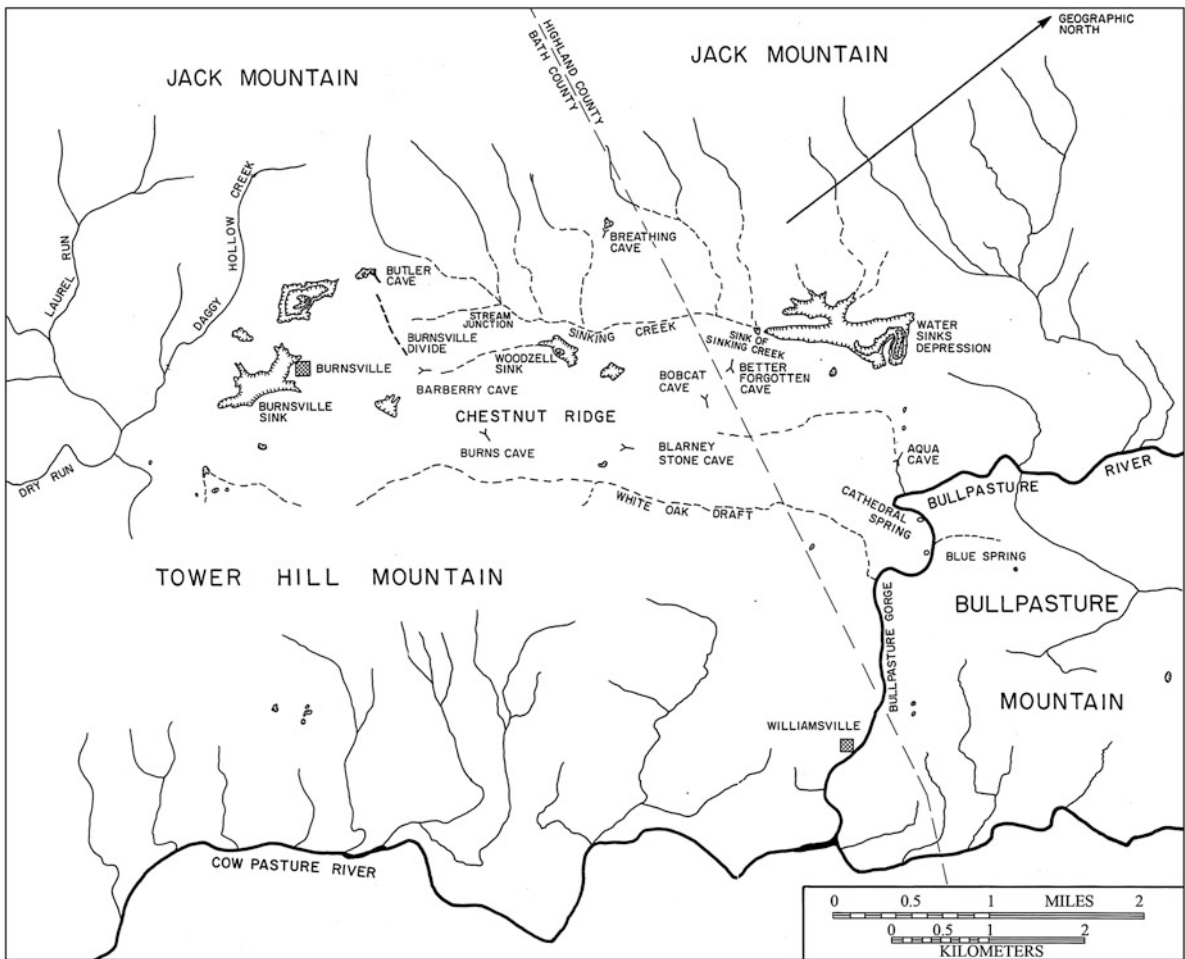 GEOGRAPHIC
NORTH
HIGHLAND COUNTY
BATH COUNTY
JACK MOUNTAIN
JACK MOUNTAIN
LAUREL RUN
DAGGY HOLLOW CREEK
BREATHING
CAVE
BUTLER
CAVE
STREAM
JUNCTION
SINKING CREEK
SINK OF
SINKING CREEK
WATER
SINKS
DEPRESSION
BURNSVILLE
DIVIDE
WOODZELL
SINK
BURNSVILLE
BARBERRY CAVE
BOBCAT
CAVE
BETTER
FORGOTTEN
CAVE
BURNSVILLE
SINK
CHESTNUT RIDGE
BURNS CAVE
BLARNEY
STONE CAVE
AQUA
CAVE
DRY RUN
BULLPASTURE RIVER
CATHEDRAL
SPRING
WHITE OAK DRAFT
BLUE SPRING
TOWER HILL MOUNTAIN
BULLPASTURE
MOUNTAIN
BULLPASTURE GORGE
WILLIAMSVILLE
COW PASTURE RIVER
0 0.5 1 MILES 2
0 0.5 1 2
KILOMETERS